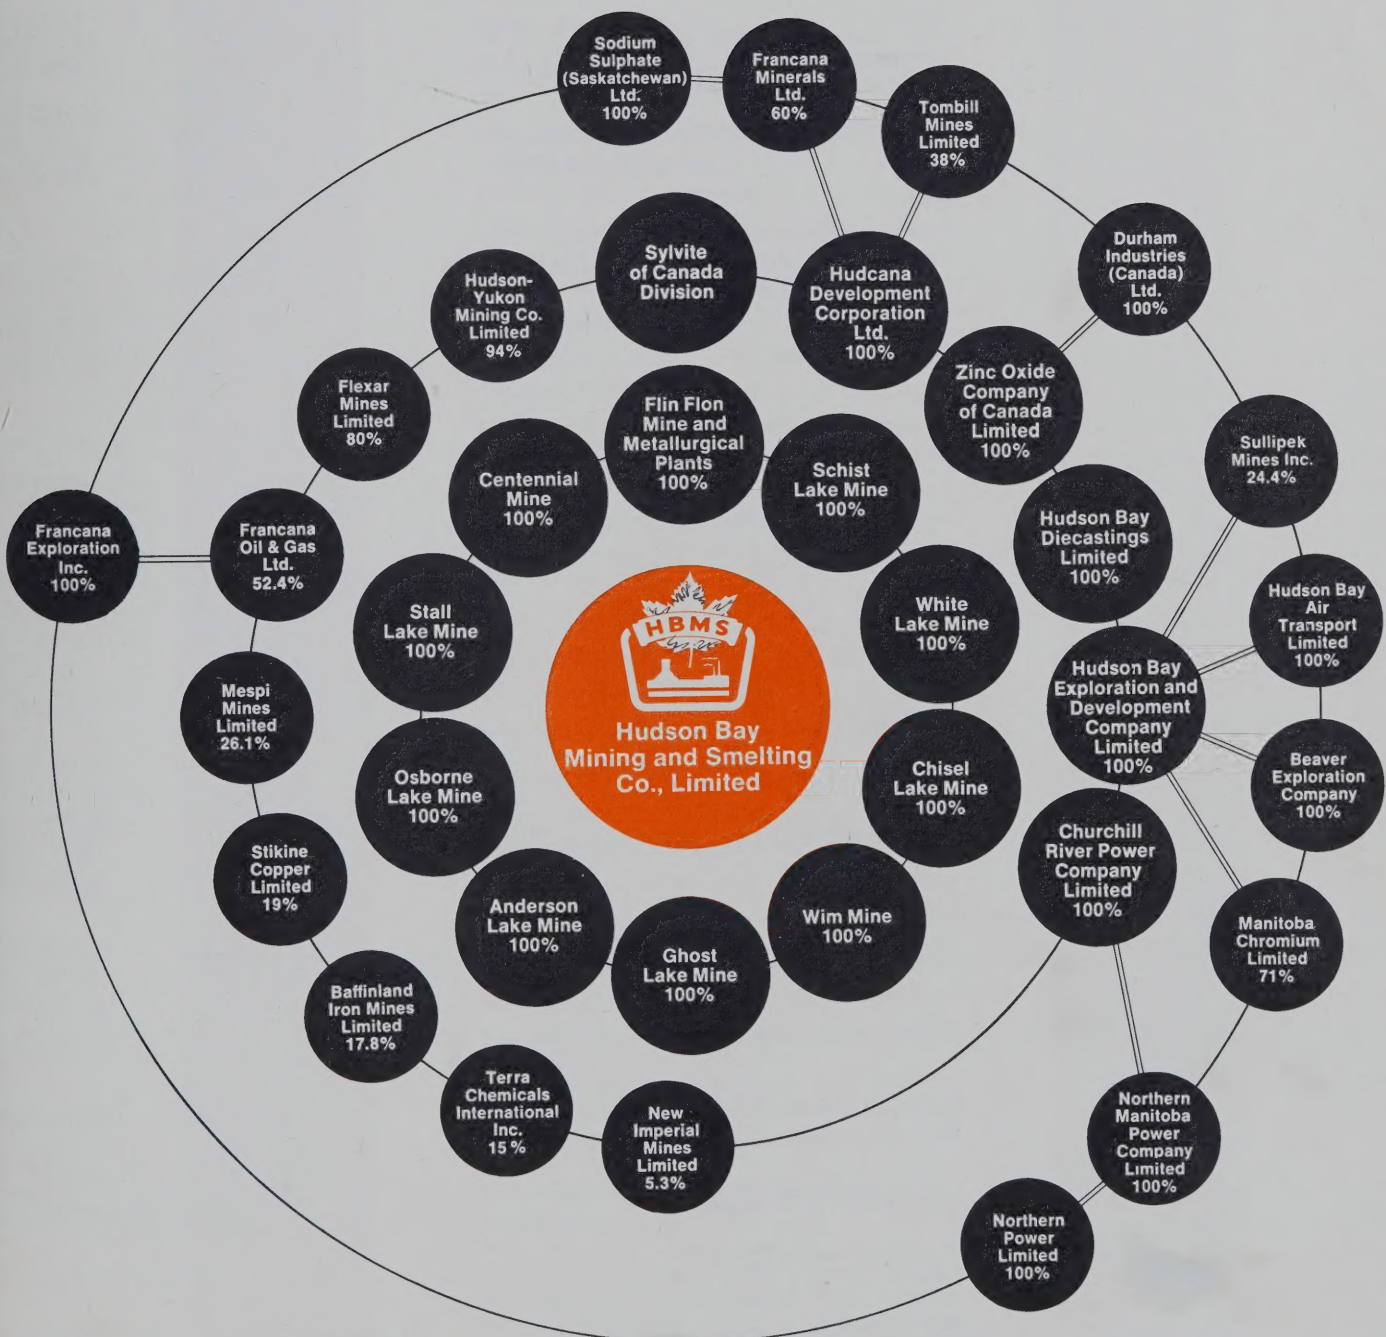 Sodium
Sulphate
(Saskatchewan)
Ltd.
100%
Francana
Minerals
Ltd.
60%
Tombill
Mines
Limited
38%
Durham
Industries
(Canada)
Ltd.
100%
Sylvite
of Canada
Division
Hudcana
Development
Corporation
Ltd.
100%
Hudson-
Yukon
Mining Co.
Limited
94%
Zinc Oxide
Company
of Canada
Limited
100%
Flexar
Mines
Limited
80%
Flin Flon
Mine and
Metallurgical
Plants
100%
Sullipek
Mines Inc.
24.4%
Centennial
Mine
100%
Schist
Lake Mine
100%
Francana
Exploration
Inc.
100%
Francana
Oil & Gas
Ltd.
52.4%
Hudson Bay
Diecastings
Limited
100%
Stall
Lake Mine
100%
White
Lake Mine
100%
Hudson Bay
Air
Transport
Limited
100%
HBMS
Hudson Bay
Mining and Smelting
Co., Limited
Hudson Bay
Exploration and
Development
Company
Limited
100%
Mespi
Mines
Limited
26.1%
Osborne
Lake Mine
100%
Chisel
Lake Mine
100%
Beaver
Exploration
Company
100%
Stikine
Copper
Limited
19%
Churchill
River Power
Company
Limited
100%
Anderson
Lake Mine
100%
Ghost
Lake Mine
100%
Wim Mine
100%
Manitoba
Chromium
Limited
71%
Baffinland
Iron Mines
Limited
17.8%
Terra
Chemicals
International
Inc.
15 %
New
Imperial
Mines
Limited
5.3%
Northern
Manitoba
Power
Company
Limited
100%
Northern
Power
Limited
100%